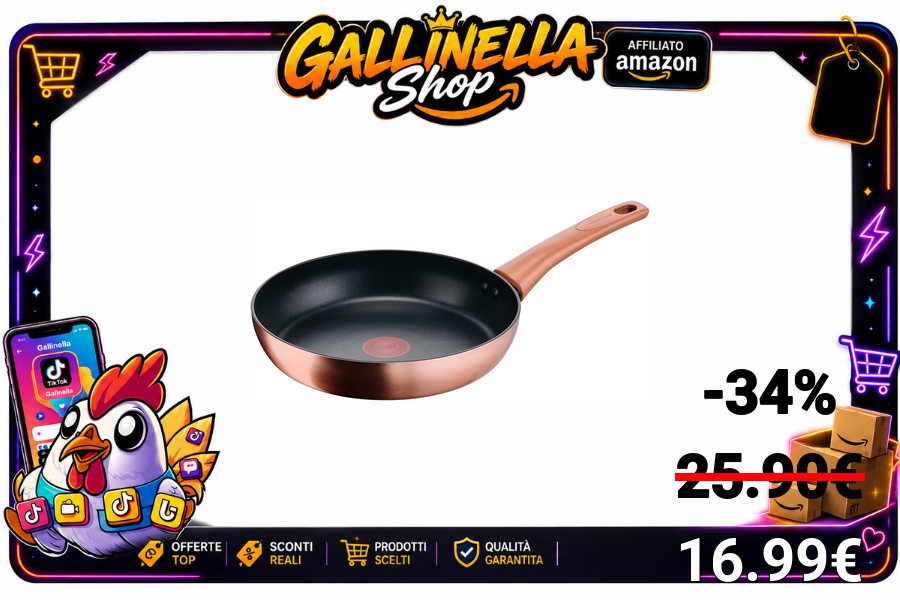 GALLINELLA
Shop
AFFILIATO
amazon
Gallinella
TikTok
Gallinella
-34%
25.90€
16.99€
OFFERTE
TOP
SCONTI
REALI
PRODOTTI
SCELTI
QUALITÀ
GARANTITA